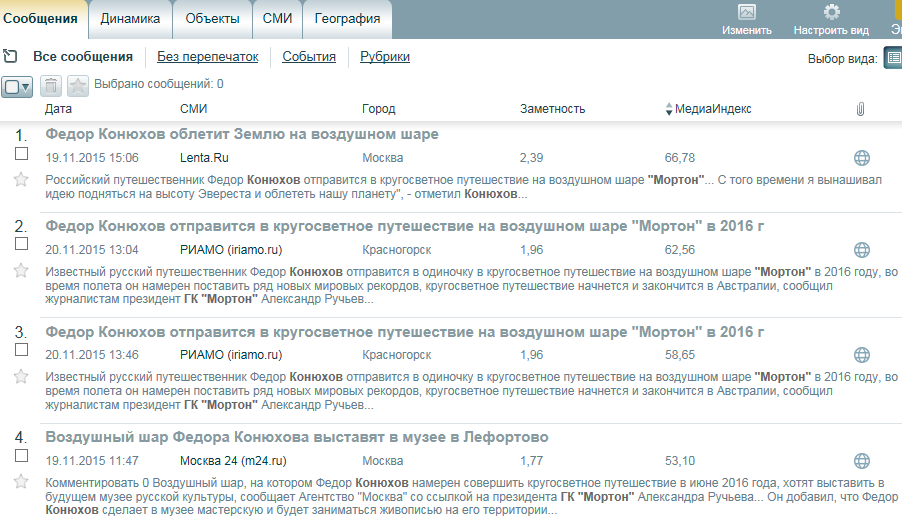 Сообщения Динамика Объекты СМИ География
Изменить Настроить вид
Все сообщения Без перепечаток События Рубрики Выбор вида:
Выбрано сообщений: 0
Дата СМИ Город Заметность МедиаИндекс
1. Федор Конюхов облетит Землю на воздушном шаре
19.11.2015 15:06 Lenta.Ru Москва 2,39 66,78
Российский путешественник Федор Конюхов отправится в кругосветное путешествие на воздушном шаре "Мортон"... С того времени я вынашивал
идею подняться на высоту Эвереста и облететь нашу планету", - отметил Конюхов...
2. Федор Конюхов отправится в кругосветное путешествие на воздушном шаре "Мортон" в 2016 г
20.11.2015 13:04 РИАМО (iriamo.ru) Красногорск 1,96 62,56
Известный русский путешественник Федор Конюхов отправится в одиночку в кругосветное путешествие на воздушном шаре "Мортон" в 2016 году, во
время полета он намерен поставить ряд новых мировых рекордов, кругосветное путешествие начнется и закончится в Австралии, сообщил
журналистам президент ГК "Мортон" Александр Ручьев...
3. Федор Конюхов отправится в кругосветное путешествие на воздушном шаре "Мортон" в 2016 г
20.11.2015 13:46 РИАМО (iriamo.ru) Красногорск 1,96 58,65
Известный русский путешественник Федор Конюхов отправится в одиночку в кругосветное путешествие на воздушном шаре "Мортон" в 2016 году, во
время полета он намерен поставить ряд новых мировых рекордов, кругосветное путешествие начнется и закончится в Австралии, сообщил
журналистам президент ГК "Мортон" Александр Ручьев...
4. Воздушный шар Федора Конюхова выставят в музее в Лефортово
19.11.2015 11:47 Москва 24 (m24.ru) Москва 1,77 53,10
Комментировать 0 Воздушный шар, на котором Федор Конюхов намерен совершить кругосветное путешествие в июне 2016 года, хотят выставить в
будущем музее русской культуры, сообщает Агентство "Москва" со ссылкой на президента ГК "Мортон" Александра Ручьева... Он добавил, что Федор
Конюхов сделает в музее мастерскую и будет заниматься живописью на его территории...